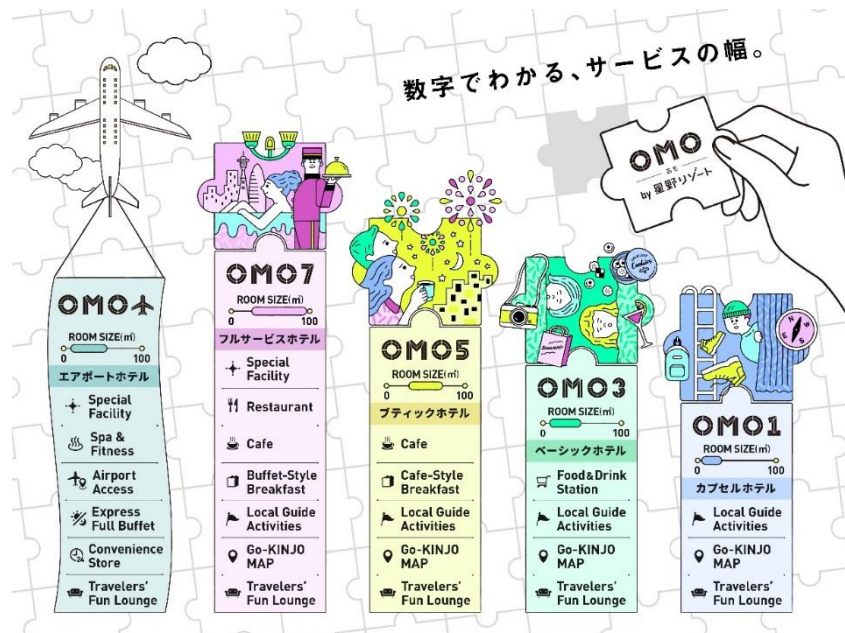 数字でわかる、サービスの幅。
OMO
おも
by 星野リゾート
OMO
ROOM SIZE(㎡)
0 100
エアポートホテル
Special
Facility
Spa &
Fitness
Airport
Access
Express
Full Buffet
24
Convenience
Store
Travelers'
Fun Lounge
OMO7
ROOM SIZE(㎡)
0 100
フルサービスホテル
Special
Facility
Restaurant
Cafe
Buffet-Style
Breakfast
Local Guide
Activities
Go-KINJO
MAP
Travelers'
Fun Lounge
OMO5
ROOM SIZE(㎡)
0 100
ブティックホテル
Cafe
Cafe-Style
Breakfast
Local Guide
Activities
Go-KINJO
MAP
Travelers'
Fun Lounge
Cookies
Souvenir
OMO3
ROOM SIZE(㎡)
0 100
ベーシックホテル
Food&Drink
Station
Local Guide
Activities
Go-KINJO
MAP
Travelers'
Fun Lounge
N
E
S
W
OMO1
ROOM SIZE(㎡)
0 100
カプセルホテル
Local Guide
Activities
Go-KINJO
MAP
Travelers'
Fun Lounge